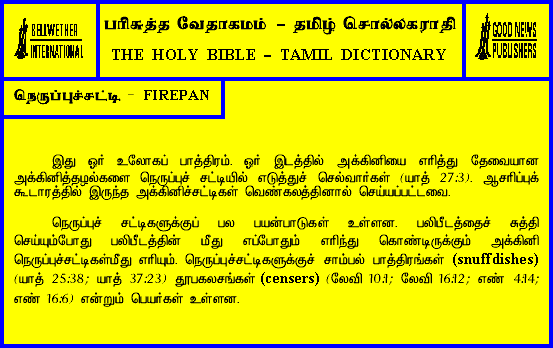 BELLWETHER
INTERNATIONAL
பரிசுத்த வேதாகமம் – தமிழ் சொல்லகராதி
THE HOLY BIBLE – TAMIL DICTIONARY
GOOD NEWS
PUBLISHERS
நெருப்புச்சட்டி - FIREPAN
இது ஓர் உலோகப் பாத்திரம். ஓர் இடத்தில் அக்கினியை எரித்து தேவையான
அக்கினித்தழல்களை நெருப்புச் சட்டியில் எடுத்துச் செல்வார்கள் (யாத் 27:3). ஆசரிப்புக்
கூடாரத்தில் இருந்த அக்கினிச்சட்டிகள் வெண்கலத்தினால் செய்யப்பட்டவை.
நெருப்புச் சட்டிகளுக்குப் பல பயன்பாடுகள் உள்ளன. பலிபீடத்தைச் சுத்தி
செய்யும்போது பலிபீடத்தின் மீது எப்போதும் எரிந்து கொண்டிருக்கும் அக்கினி
நெருப்புச்சட்டிகள்மீது எரியும். நெருப்புச்சட்டிகளுக்குச் சாம்பல் பாத்திரங்கள் (snuffdishes)
(யாத் 25:38; யாத் 37:23) தூபகலசங்கள் (censers) (லேவி 10:1; லேவி 16:12; எண் 4:14;
எண் 16:6) என்றும் பெயர்கள் உள்ளன.